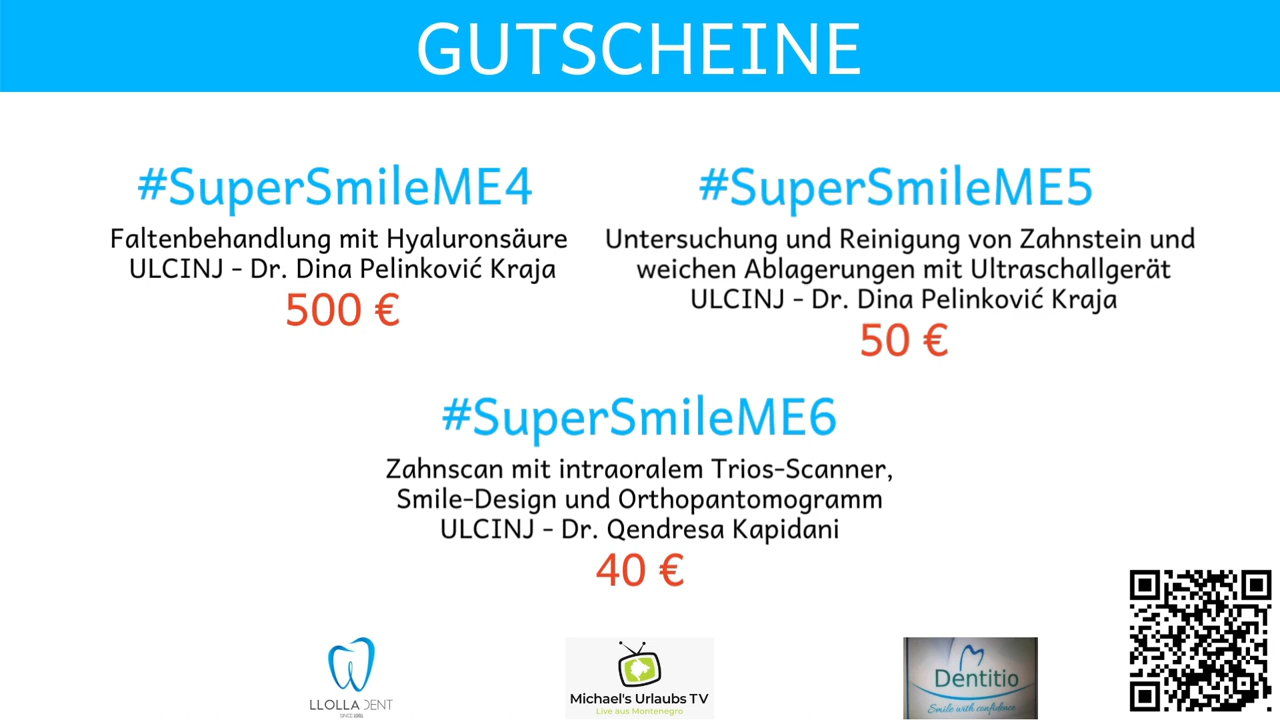 GUTSCHEINE
#SuperSmileME4
Faltenbehandlung mit Hyaluronsäure
ULCINJ - Dr. Dina Pelinković Kraja
500 €
#SuperSmileME5
Untersuchung und Reinigung von Zahnstein und
weichen Ablagerungen mit Ultraschallgerät
ULCINJ - Dr. Dina Pelinković Kraja
50 €
#SuperSmileME6
Zahnscan mit intraoralem Trios-Scanner,
Smile-Design und Orthopantomogramm
ULCINJ - Dr. Qendresa Kapidani
40 €
LLOLLA DENT
SINCE
Michael's Urlaubs TV
Live aus Montenegro
Dentitio
Smile with confidence